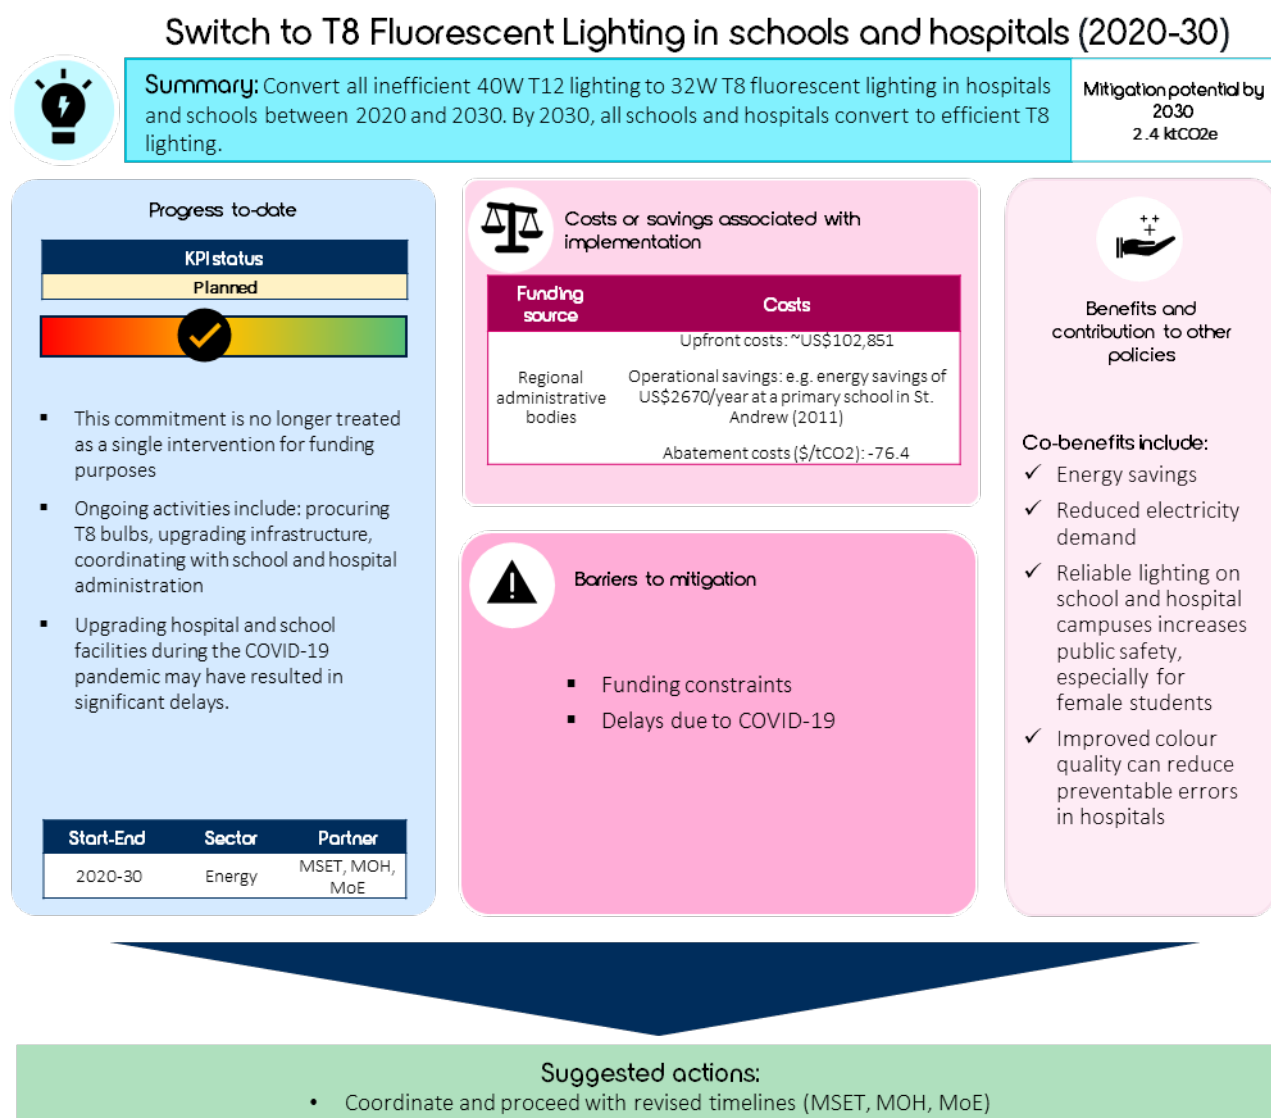 Switch to T8 Fluorescent Lighting in schools and hospitals (2020-30)
Summary: Convert all inefficient 40W T12 lighting to 32W T8 fluorescent lighting in hospitals
and schools between 2020 and 2030. By 2030, all schools and hospitals convert to efficient T8
lighting.
Mitigation potential by
2030
2.4 ktCO2e
Progress to-date
KPI status
Planned
▪ This commitment is no longer treated
as a single intervention for funding
purposes
▪ Ongoing activities include: procuring
T8 bulbs, upgrading infrastructure,
coordinating with school and hospital
administration
▪ Upgrading hospital and school
facilities during the COVID-19
pandemic may have resulted in
significant delays.
Start-End Sector Partner
2020-30 Energy MSET, MOH,
MoE
Costs or savings associated with
implementation
Funding
source
Costs
Regional
administrative
bodies
Upfront costs: ~US$102,851
Operational savings: e.g. energy savings of
US$2670/year at a primary school in St.
Andrew (2011)
Abatement costs ($/tCO2): -76.4
Barriers to mitigation
▪ Funding constraints
▪ Delays due to COVID-19
Benefits and
contribution to other
policies
Co-benefits include:
✓ Energy savings
✓ Reduced electricity
demand
✓ Reliable lighting on
school and hospital
campuses increases
public safety,
especially for
female students
✓ Improved colour
quality can reduce
preventable errors
in hospitals
Suggested actions:
• Coordinate and proceed with revised timelines (MSET, MOH, MoE)